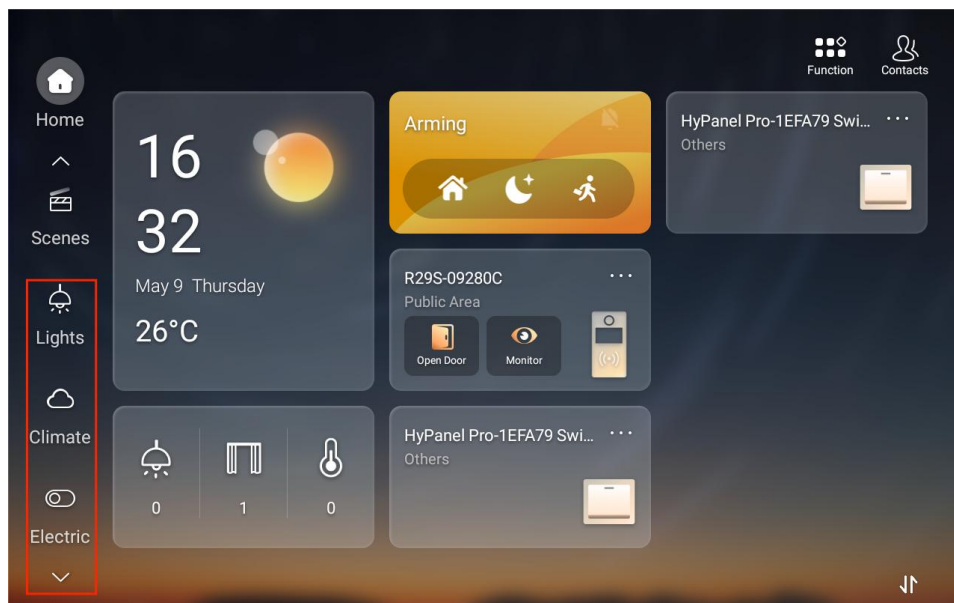 Function
Contacts
Home
Scenes
Lights
Climate
Electric
16
32
May 9 Thursday
26°C
0
1
0
Arming
R29S-09280C
Public Area
Open Door
Monitor
HyPanel Pro-1EFA79 Swi...
Others
HyPanel Pro-1EFA79 Swi...
Others